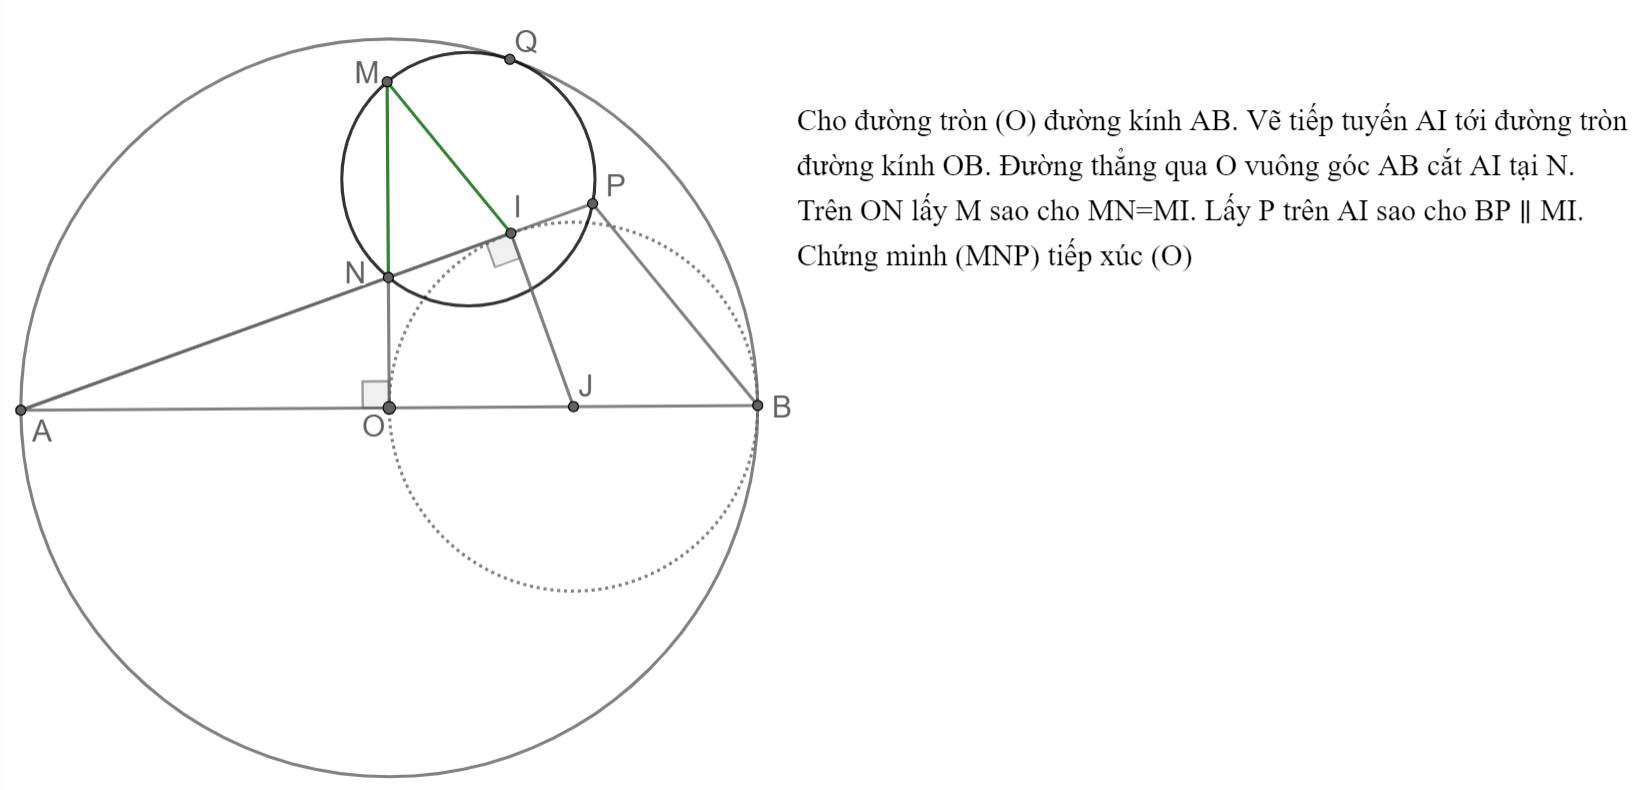 Q
M
P
I
N
J
A
O
B
Cho đường tròn (O) đường kính AB. Vẽ tiếp tuyến AI tới đường tròn
đường kính OB. Đường thẳng qua O vuông góc AB cắt AI tại N.
Trên ON lấy M sao cho MN=MI. Lấy P trên AI sao cho BP ∥ MI.
Chứng minh (MNP) tiếp xúc (O)